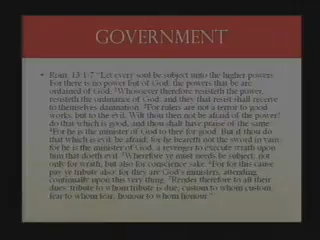 GOVERNMENT
• Rom. 13:1-7 "Let every soul be subject unto the higher powers.
For there is no power but of God: the powers that be are
ordained of God. ²Whosoever therefore resisteth the power,
resisteth the ordinance of God: and they that resist shall receive
to themselves damnation. ³For rulers are not a terror to good
works, but to the evil. Wilt thou then not be afraid of the power?
do that which is good, and thou shalt have praise of the same:
⁴For he is the minister of God to thee for good. But if thou do
that which is evil, be afraid; for he beareth not the sword in vain:
for he is the minister of God, a revenger to execute wrath upon
him that doeth evil. ⁵Wherefore ye must needs be subject, not
only for wrath, but also for conscience sake. ⁶For for this cause
pay ye tribute also: for they are God's ministers, attending
continually upon this very thing. ⁷Render therefore to all their
dues: tribute to whom tribute is due; custom to whom custom;
fear to whom fear; honour to whom honour."